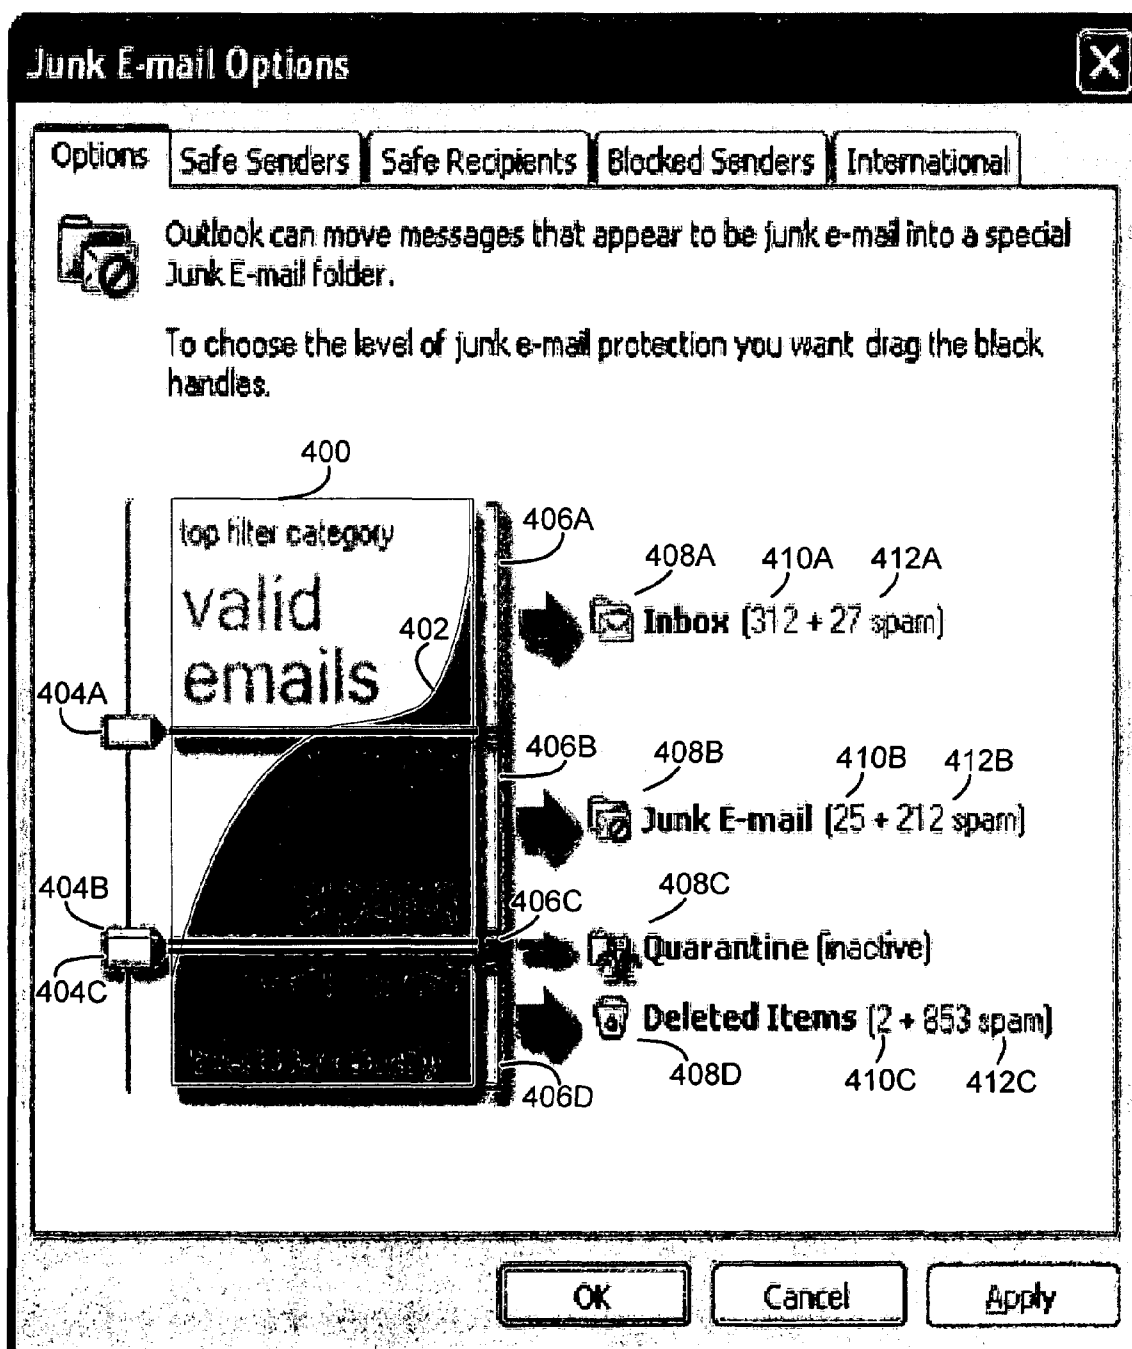 Junk E-mail Options
Options Safe Senders Safe Recipients Blocked Senders International
Outlook can move messages that appear to be junk e-mail into a special
Junk E-mail folder.
To choose the level of junk e-mail protection you want drag the black
handles.
400
top filter category
valid
emails
402
404A
404B
404C
406A
408A
410A
412A
Inbox (312 + 27 spam)
406B
408B
410B
412B
Junk E-mail (25 + 212 spam)
406C
408C
Quarantine (inactive)
Deleted Items (2 + 853 spam)
406D
408D
410C
412C
OK Cancel Apply